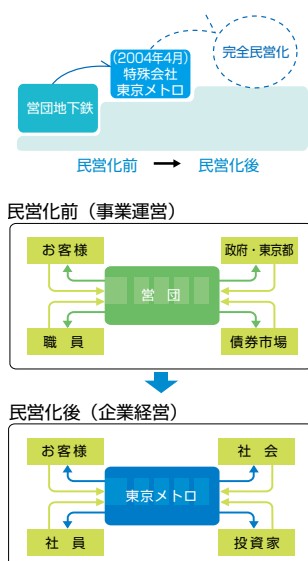 (2004年4月)
特殊会社
東京メトロ
完全民営化
営団地下鉄
民営化前 → 民営化後
民営化前（事業運営）
お客様 政府・東京都
営 団
職 員 債券市場
民営化後（企業経営）
お客様 社 会
東京メトロ
社 員 投資家